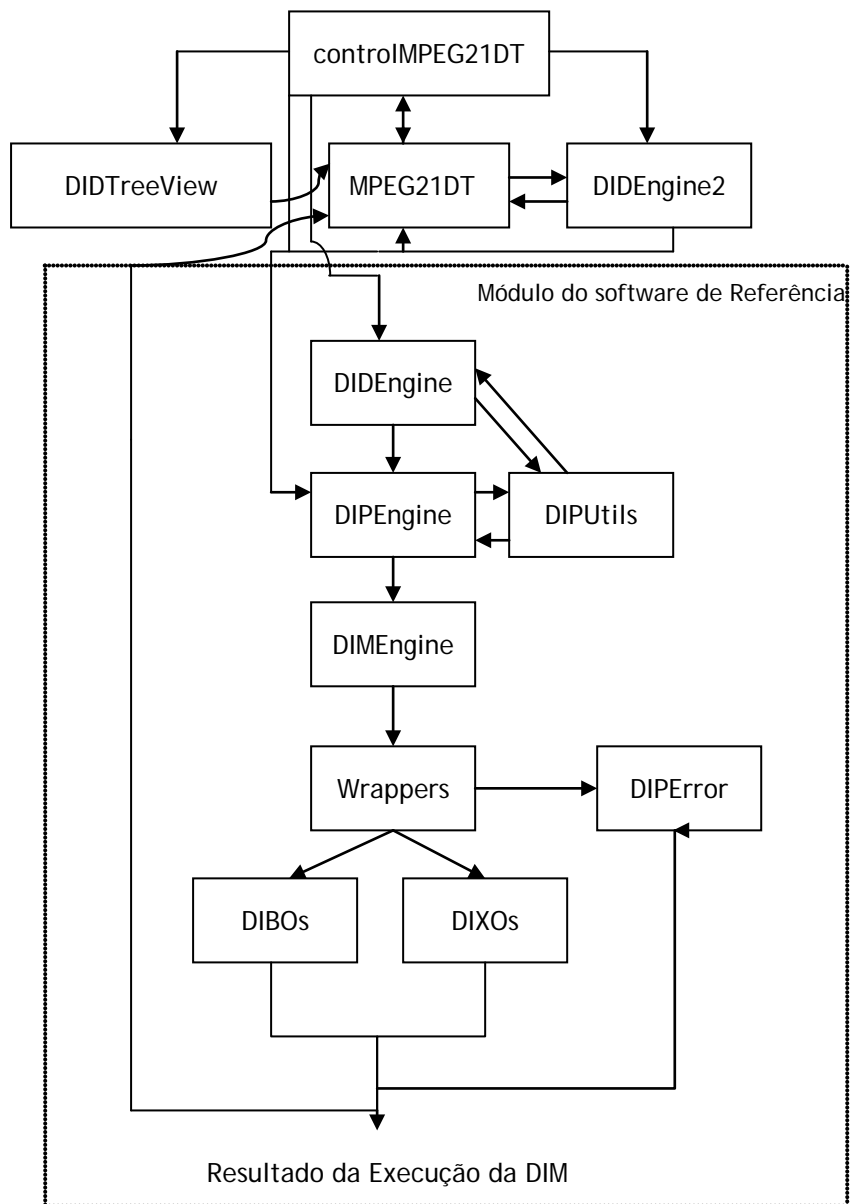 controlMPEG21DT
DIDTreeView
MPEG21DT
DIDEngine2
Módulo do software de Referência
DIDEngine
DIPEngine
DIPUtils
DIMEngine
Wrappers
DIPError
DIBOs
DIXOs
Resultado da Execução da DIM